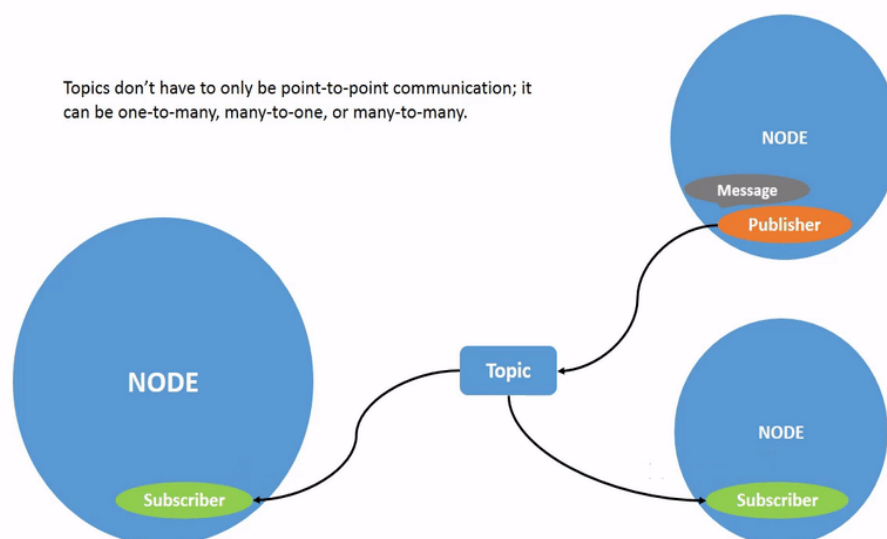 Topics don't have to only be point-to-point communication; it
can be one-to-many, many-to-one, or many-to-many.
NODE
Message
Publisher
Topic
NODE
Subscriber
NODE
Subscriber